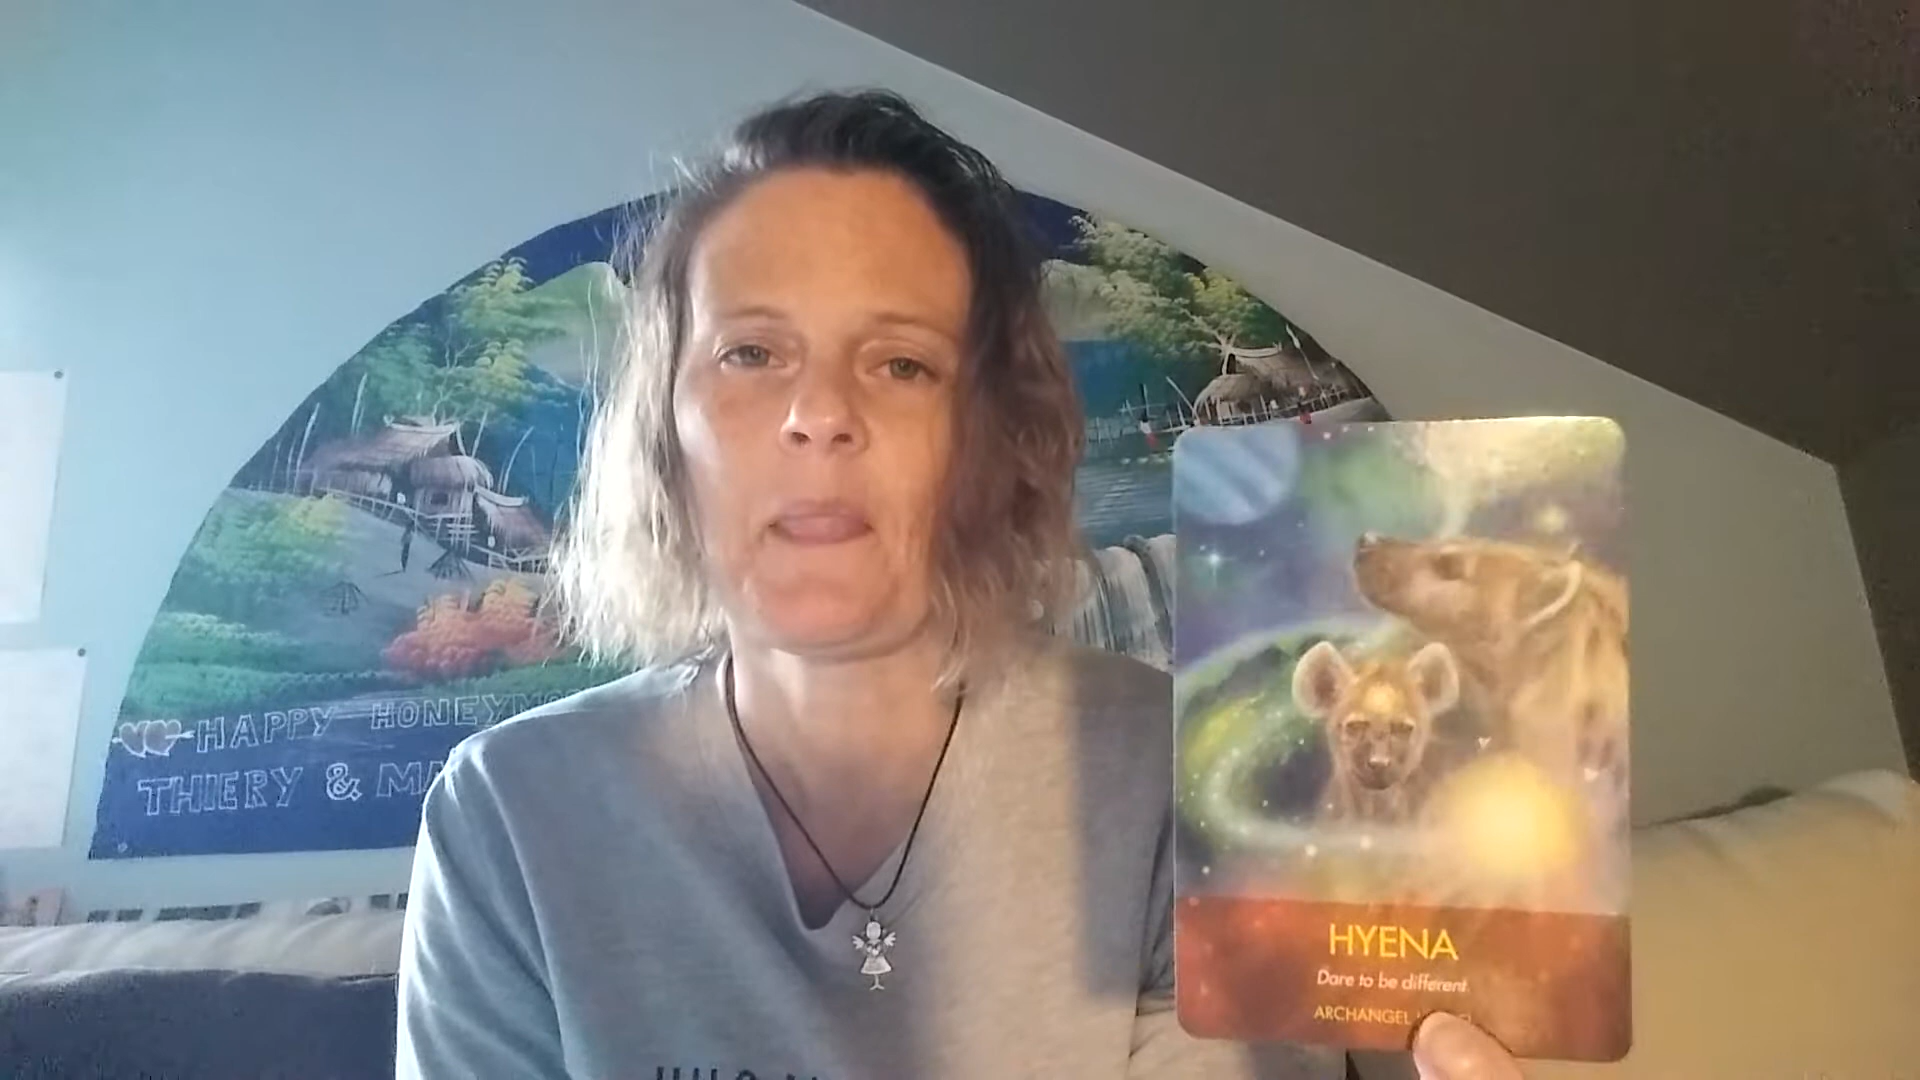 HAPPY HONEYMO
THIERY & MA
HYENA
Dare to be different.
ARCHANGEL